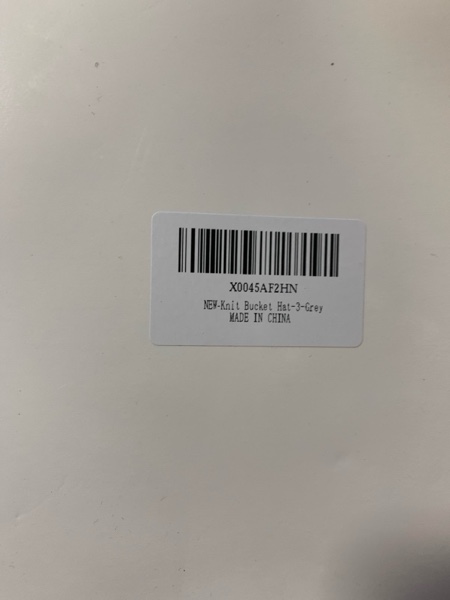 X0045AF2HN
NEW-Knit Bucket Hat-3-Grey
MADE IN CHINA